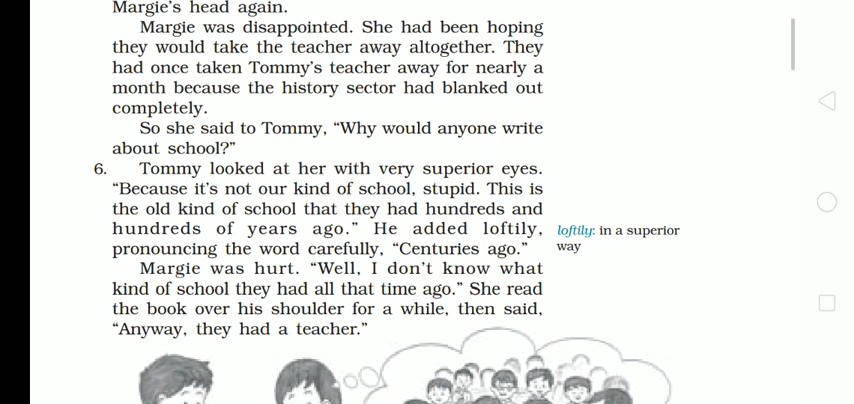 Margie's head again.
Margie was disappointed. She had been hoping
they would take the teacher away altogether. They
had once taken Tommy's teacher away for nearly a
month because the history sector had blanked out
completely.
So she said to Tommy, “Why would anyone write
about school?”
6. Tommy looked at her with very superior eyes.
“Because it's not our kind of school, stupid. This is
the old kind of school that they had hundreds and
hundreds of years ago.” He added loftily,
pronouncing the word carefully, “Centuries ago.”
loftily: in a superior
way
Margie was hurt. “Well, I don't know what
kind of school they had all that time ago.” She read
the book over his shoulder for a while, then said,
“Anyway, they had a teacher.”